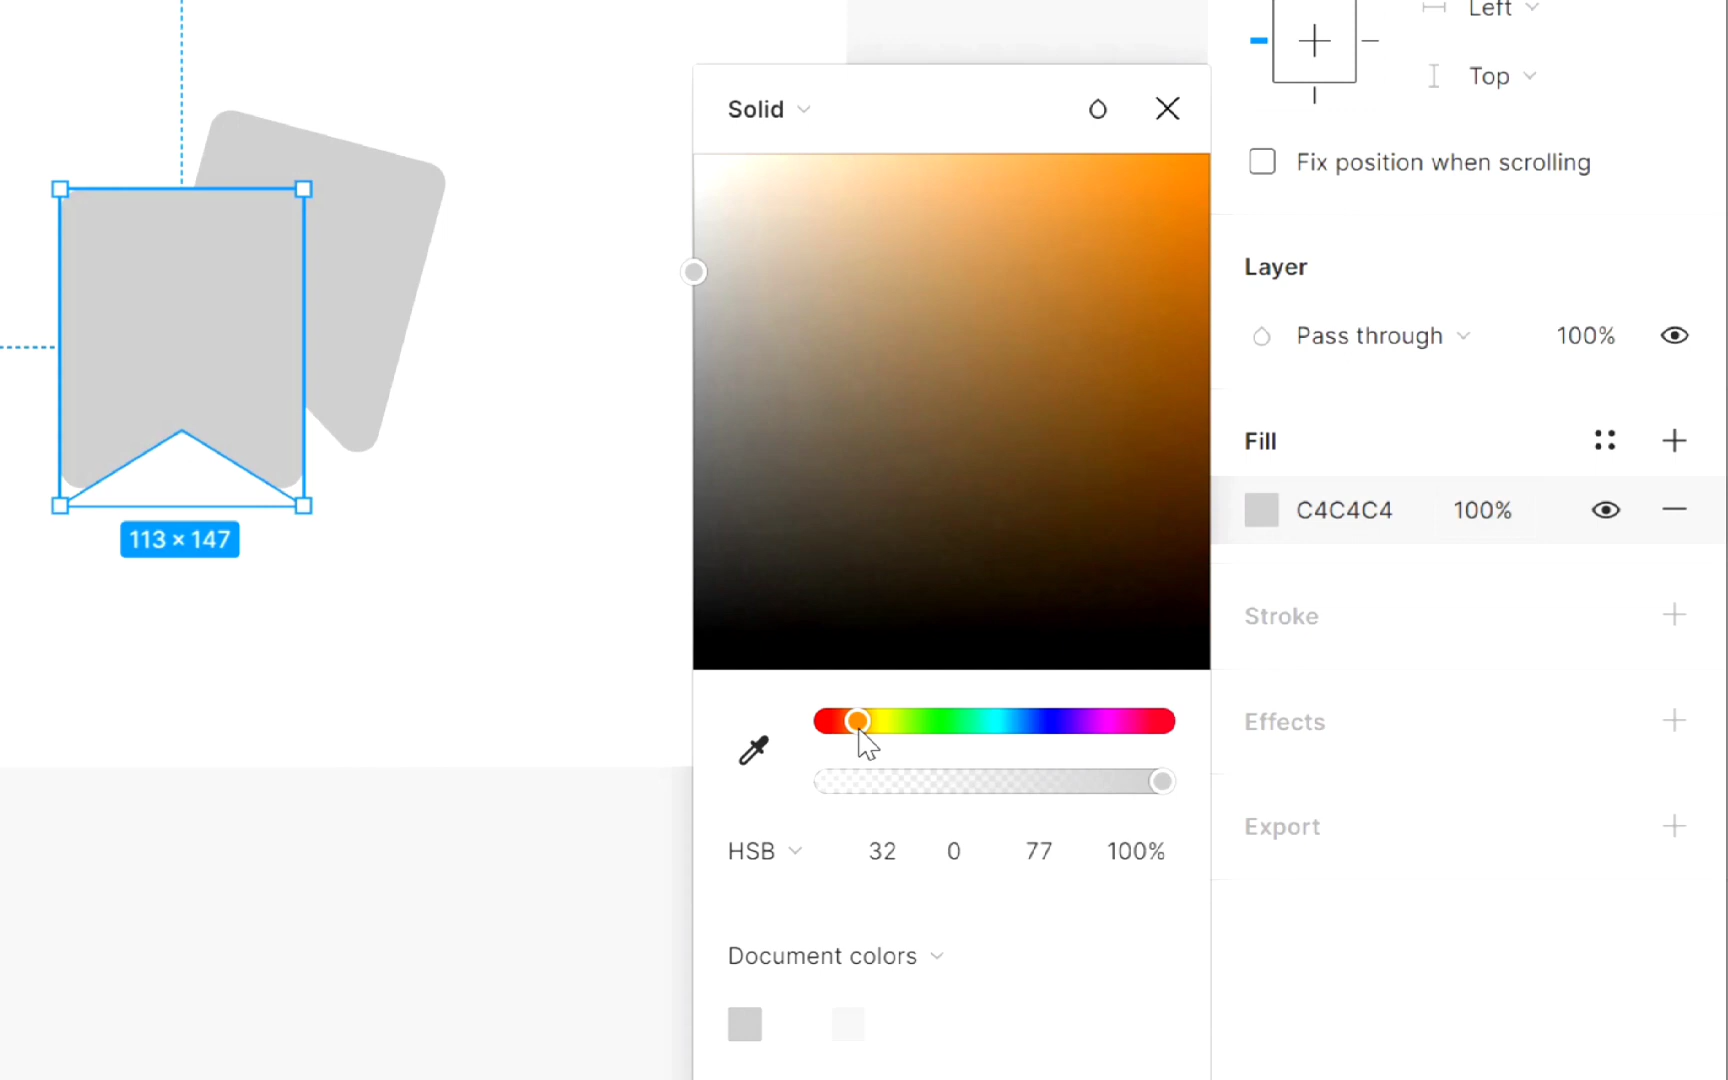 Left
Top
Solid
Fix position when scrolling
Layer
Pass through 100%
Fill
C4C4C4 100%
113 × 147
Stroke
Effects
Export
HSB 32 0 77 100%
Document colors